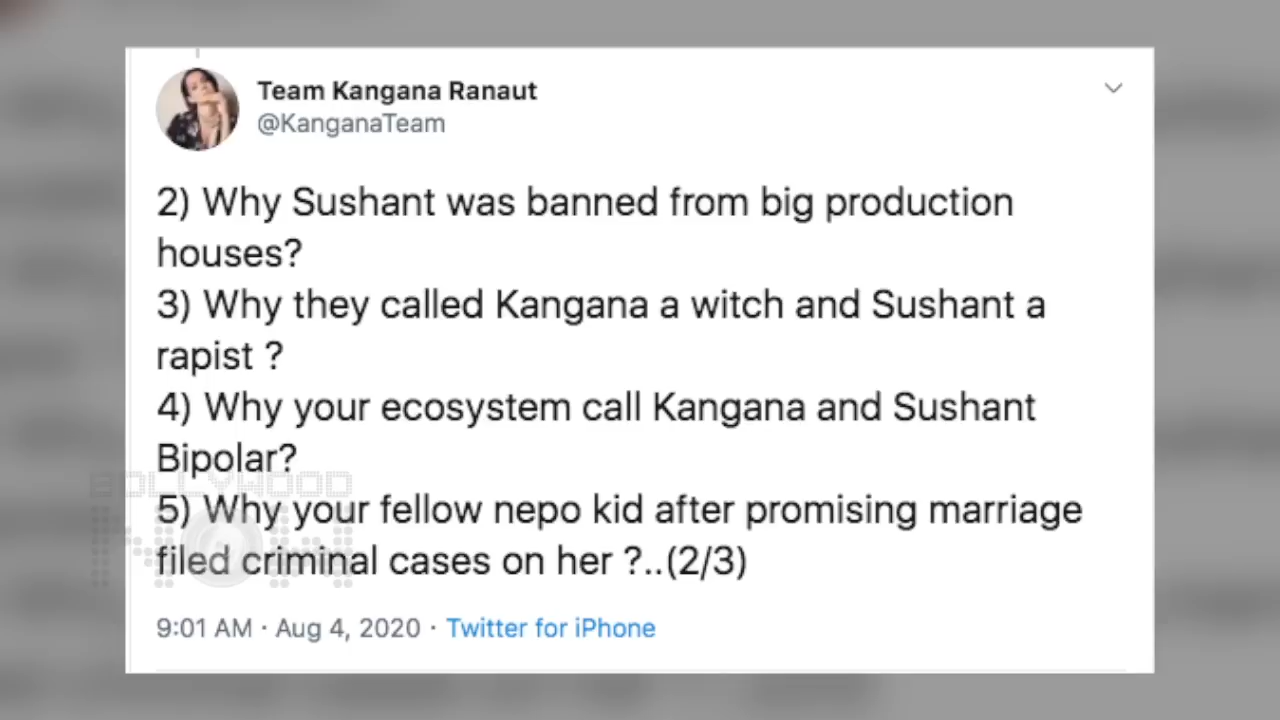 Team Kangana Ranaut
@KanganaTeam
2) Why Sushant was banned from big production
houses?
3) Why they called Kangana a witch and Sushant a
rapist ?
4) Why your ecosystem call Kangana and Sushant
Bipolar?
BOLLYWOOD
NOW
5) Why your fellow nepo kid after promising marriage
filed criminal cases on her ?..(2/3)
9:01 AM · Aug 4, 2020 · Twitter for iPhone